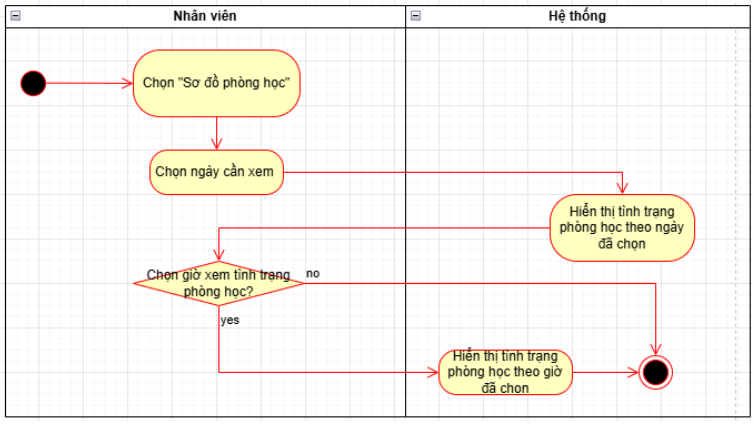 Nhân viên
Hệ thống
Chọn "Sơ đồ phòng học"
Chọn ngày cần xem
Hiển thị tình trạng
phòng học theo ngày
đã chọn
Chọn giờ xem tình trạng
phòng học?
no
yes
Hiển thị tình trạng
phòng học theo giờ
đã chọn